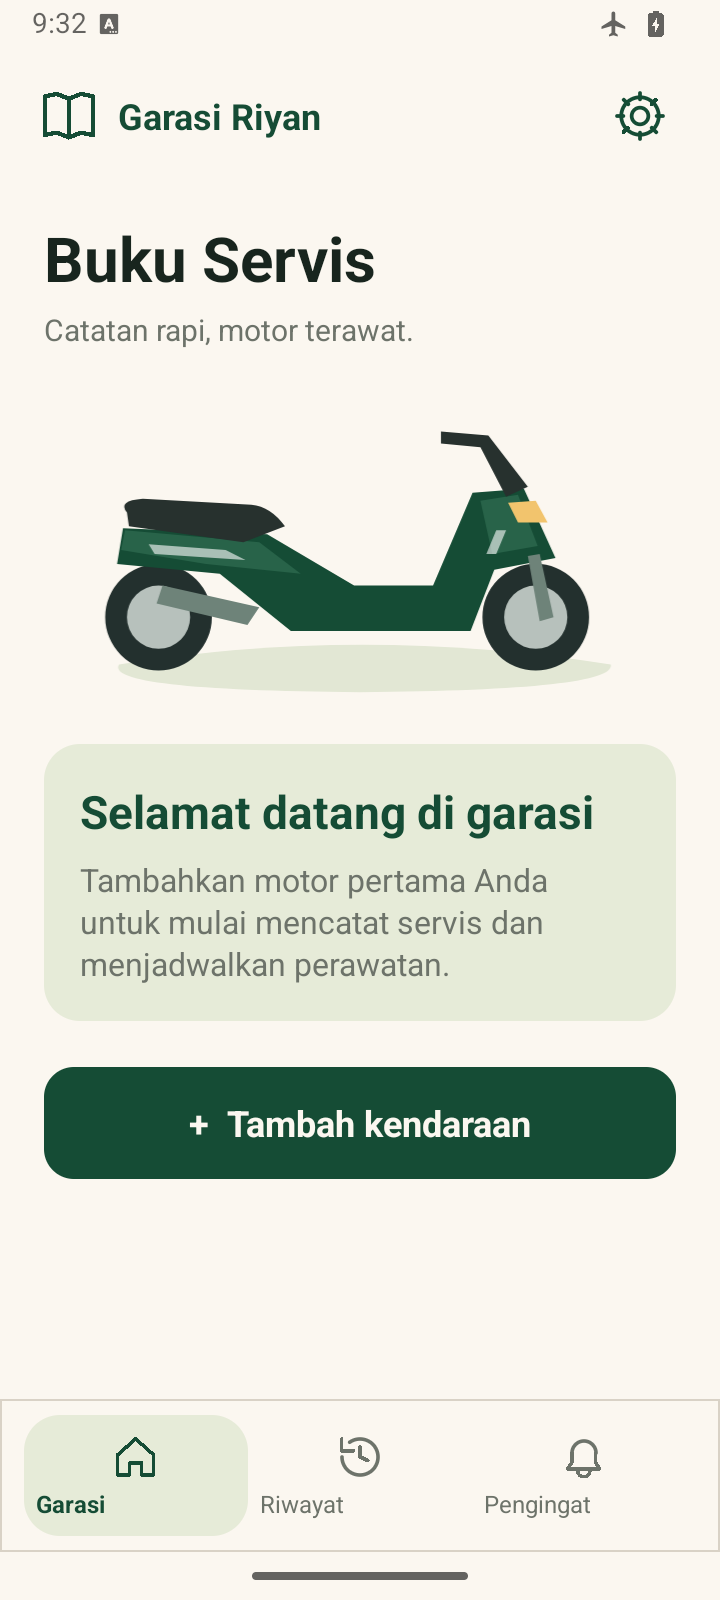 9:32
Garasi Riyan
Buku Servis
Catatan rapi, motor terawat.
Selamat datang di garasi
Tambahkan motor pertama Anda
untuk mulai mencatat servis dan
menjadwalkan perawatan.
+ Tambah kendaraan
Garasi
Riwayat
Pengingat